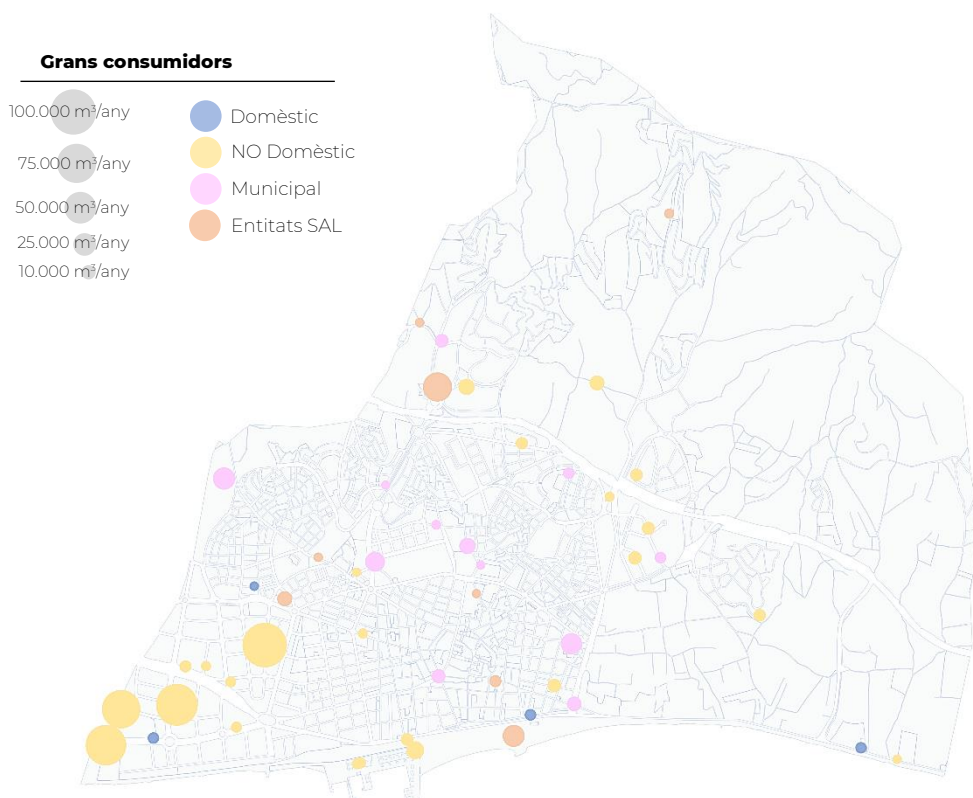 Grans consumidors
100.000 m³/any
75.000 m³/any
50.000 m³/any
25.000 m³/any
10.000 m³/any
Domèstic
NO Domèstic
Municipal
Entitats SAL